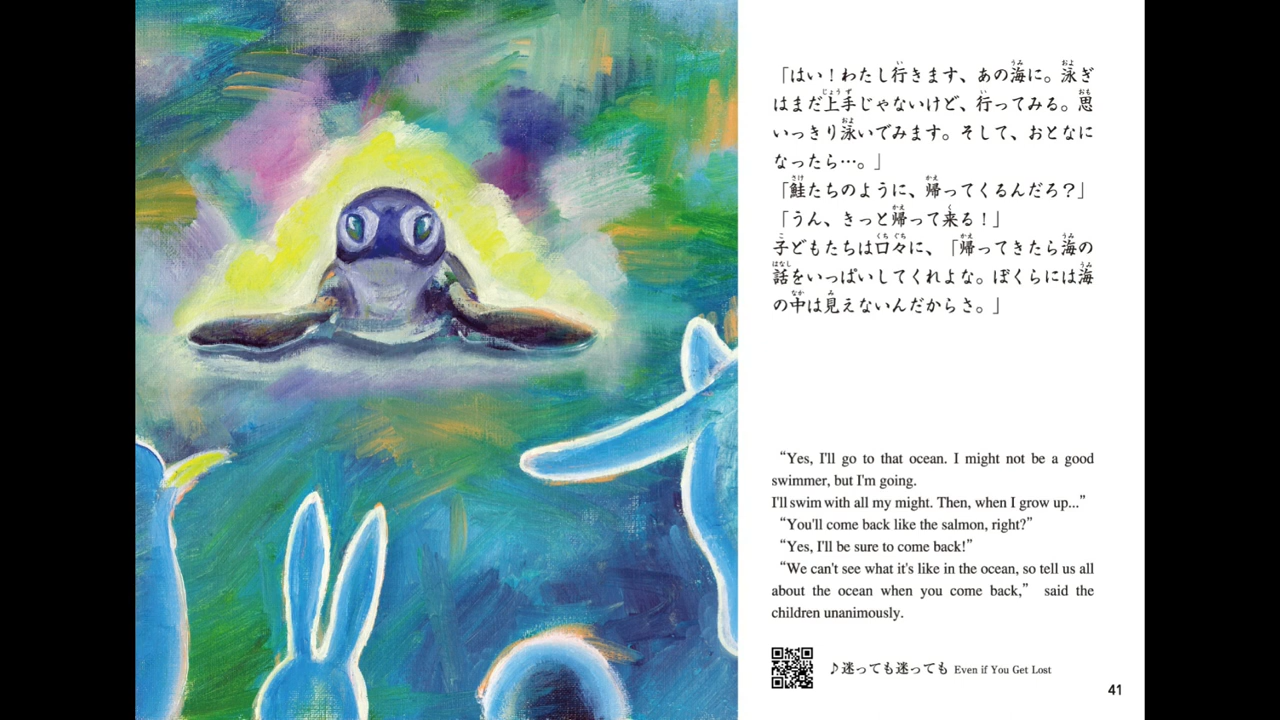 「はい！わたし行きます、あの海に。泳ぎ
はまだ上手じゃないけど、行ってみる。思
いっきり泳いでみます。そして、おとなに
なったら…。」
「鮭たちのように、帰ってくるんだろ？」
「うん、きっと帰って来る！」
子どもたちは口々に、「帰ってきたら海の
話をいっぱいしてくれよな。ぼくらには海
の中は見えないんだからさ。」
“Yes, I'll go to that ocean. I might not be a good
swimmer, but I'm going.
I'll swim with all my might. Then, when I grow up...”
“You'll come back like the salmon, right?”
“Yes, I'll be sure to come back!”
“We can't see what it's like in the ocean, so tell us all
about the ocean when you come back,” said the
children unanimously.
♪迷っても迷っても Even if You Get Lost
41